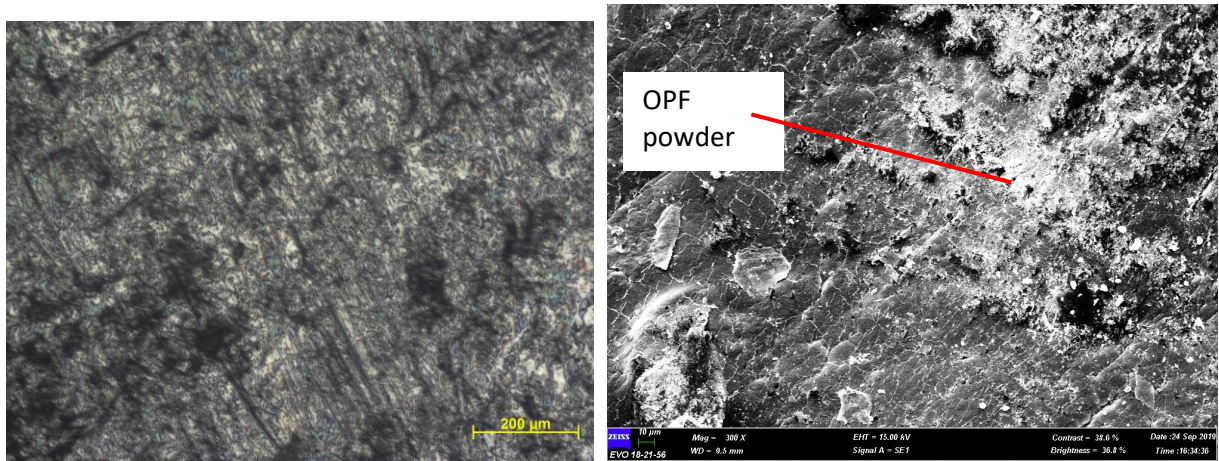 200 µm
OPF
powder
ZEISS
10 µm
Mag = 300 X
EHT = 15.00 kV
Contrast = 38.6 %
Date :24 Sep 2019
EVO 18-21-56
WD = 9.5 mm
Signal A = SE1
Brightness = 36.8 %
Time :16:34:36